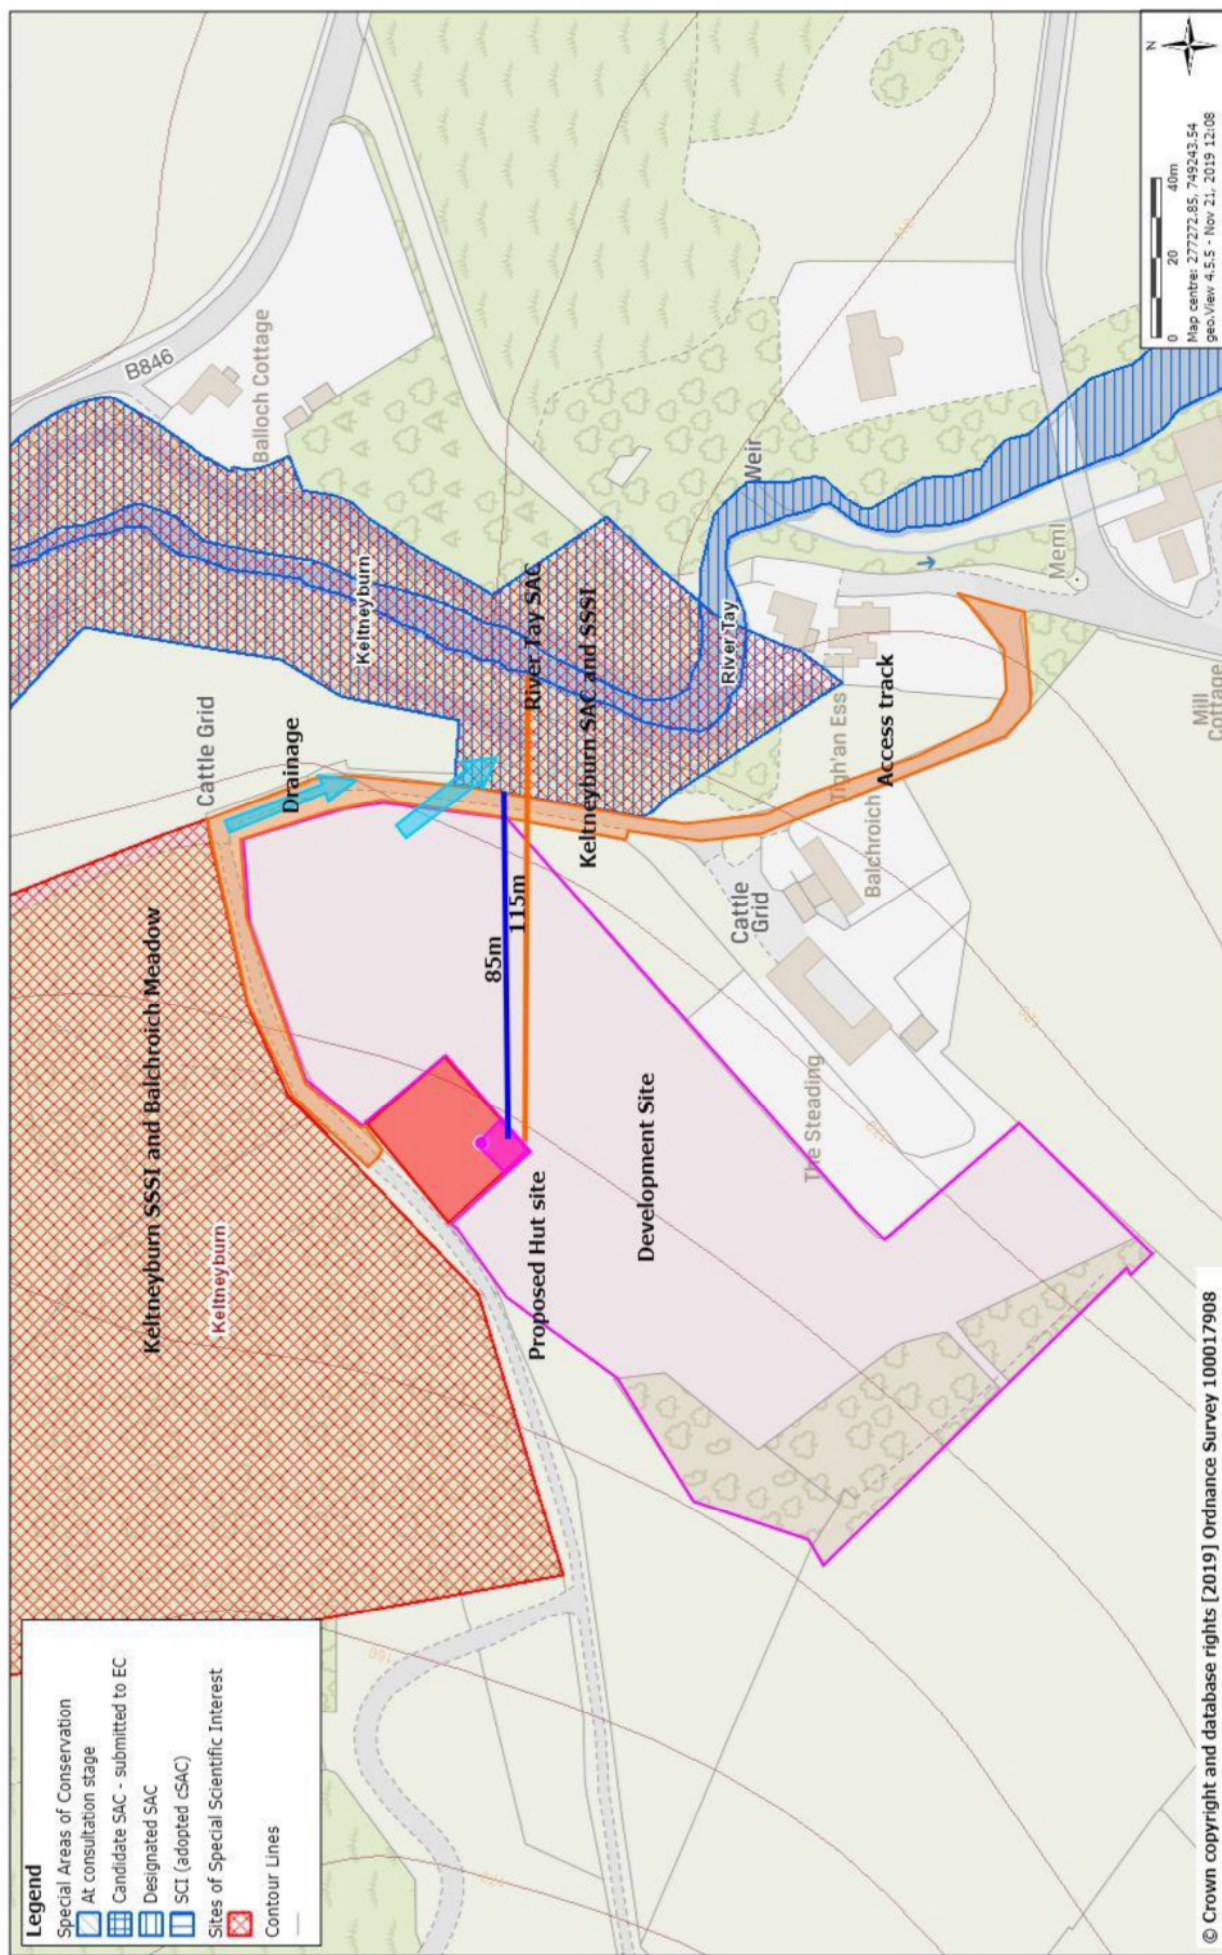 Legend
Special Areas of Conservation
At consultation stage
Candidate SAC - submitted to EC
Designated SAC
SCI (adopted cSAC)
Sites of Special Scientific Interest
Contour Lines
Keltneyburn SSSI and Balchroich Meadow
Keltneyburn
Cattle Grid
Drainage
Keltneyburn
B846
Balloch Cottage
85m
115m
River Tay SAC
Keltneyburn SAC and SSSI
Proposed Hut site
Development Site
River Tay
Weir
The Steading
Cattle
Grid
Balchroich
Tigh'an Ess
Access track
Meml
Mill
Cottage
160
170
120
110
N
0 20 40m
Map centre: 277272.85, 749243.54
geo.View 4.5.5 - Nov 21, 2019 12:08
© Crown copyright and database rights [2019] Ordnance Survey 100017908